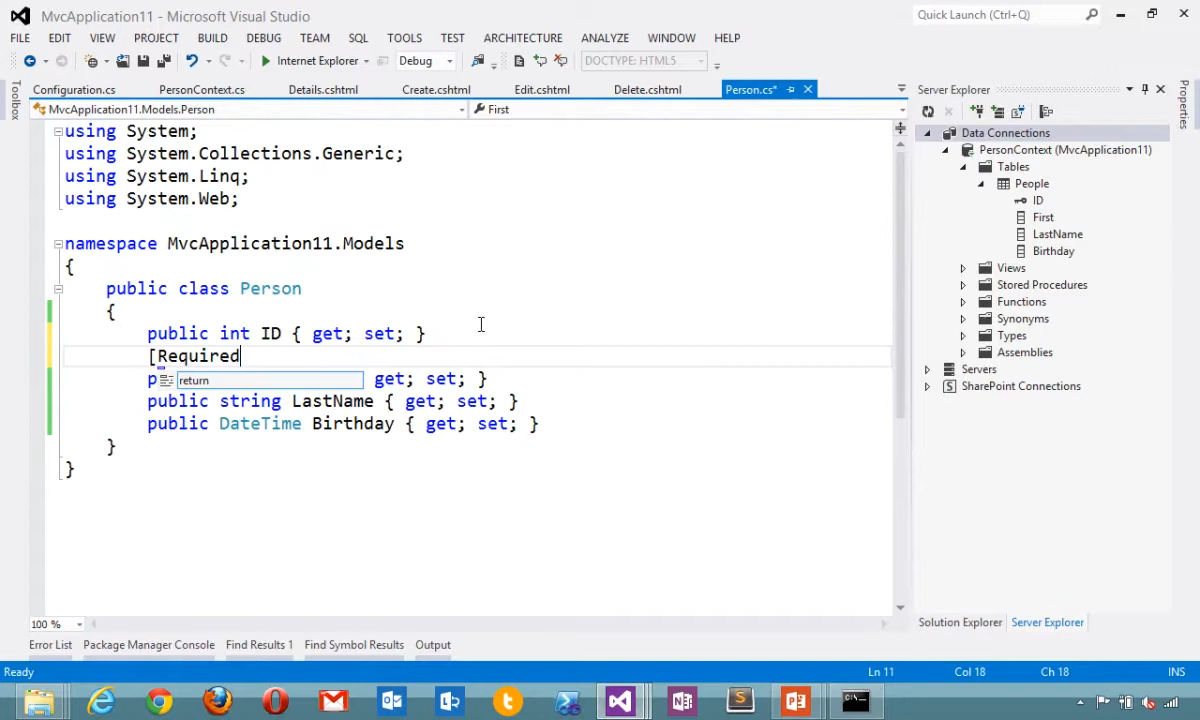 MvcApplication11 - Microsoft Visual Studio
Quick Launch (Ctrl+Q)
FILE EDIT VIEW PROJECT BUILD DEBUG TEAM SQL TOOLS TEST ARCHITECTURE ANALYZE WINDOW HELP
Internet Explorer Debug DOCTYPE: HTML5
Toolbox
Configuration.cs PersonContext.cs Details.cshtml Create.cshtml Edit.cshtml Delete.cshtml Person.cs*
MvcApplication11.Models.Person First
using System;
using System.Collections.Generic;
using System.Linq;
using System.Web;
namespace MvcApplication11.Models
{
public class Person
{
public int ID { get; set; }
[Required
p get; set; }
return
public string LastName { get; set; }
public DateTime Birthday { get; set; }
}
}
100 %
Server Explorer
Data Connections
PersonContext (MvcApplication11)
Tables
People
ID
First
LastName
Birthday
Views
Stored Procedures
Functions
Synonyms
Types
Assemblies
Servers
SharePoint Connections
Properties
Solution Explorer Server Explorer
Error List Package Manager Console Find Results 1 Find Symbol Results Output
Ready Ln 11 Col 18 Ch 18 INS